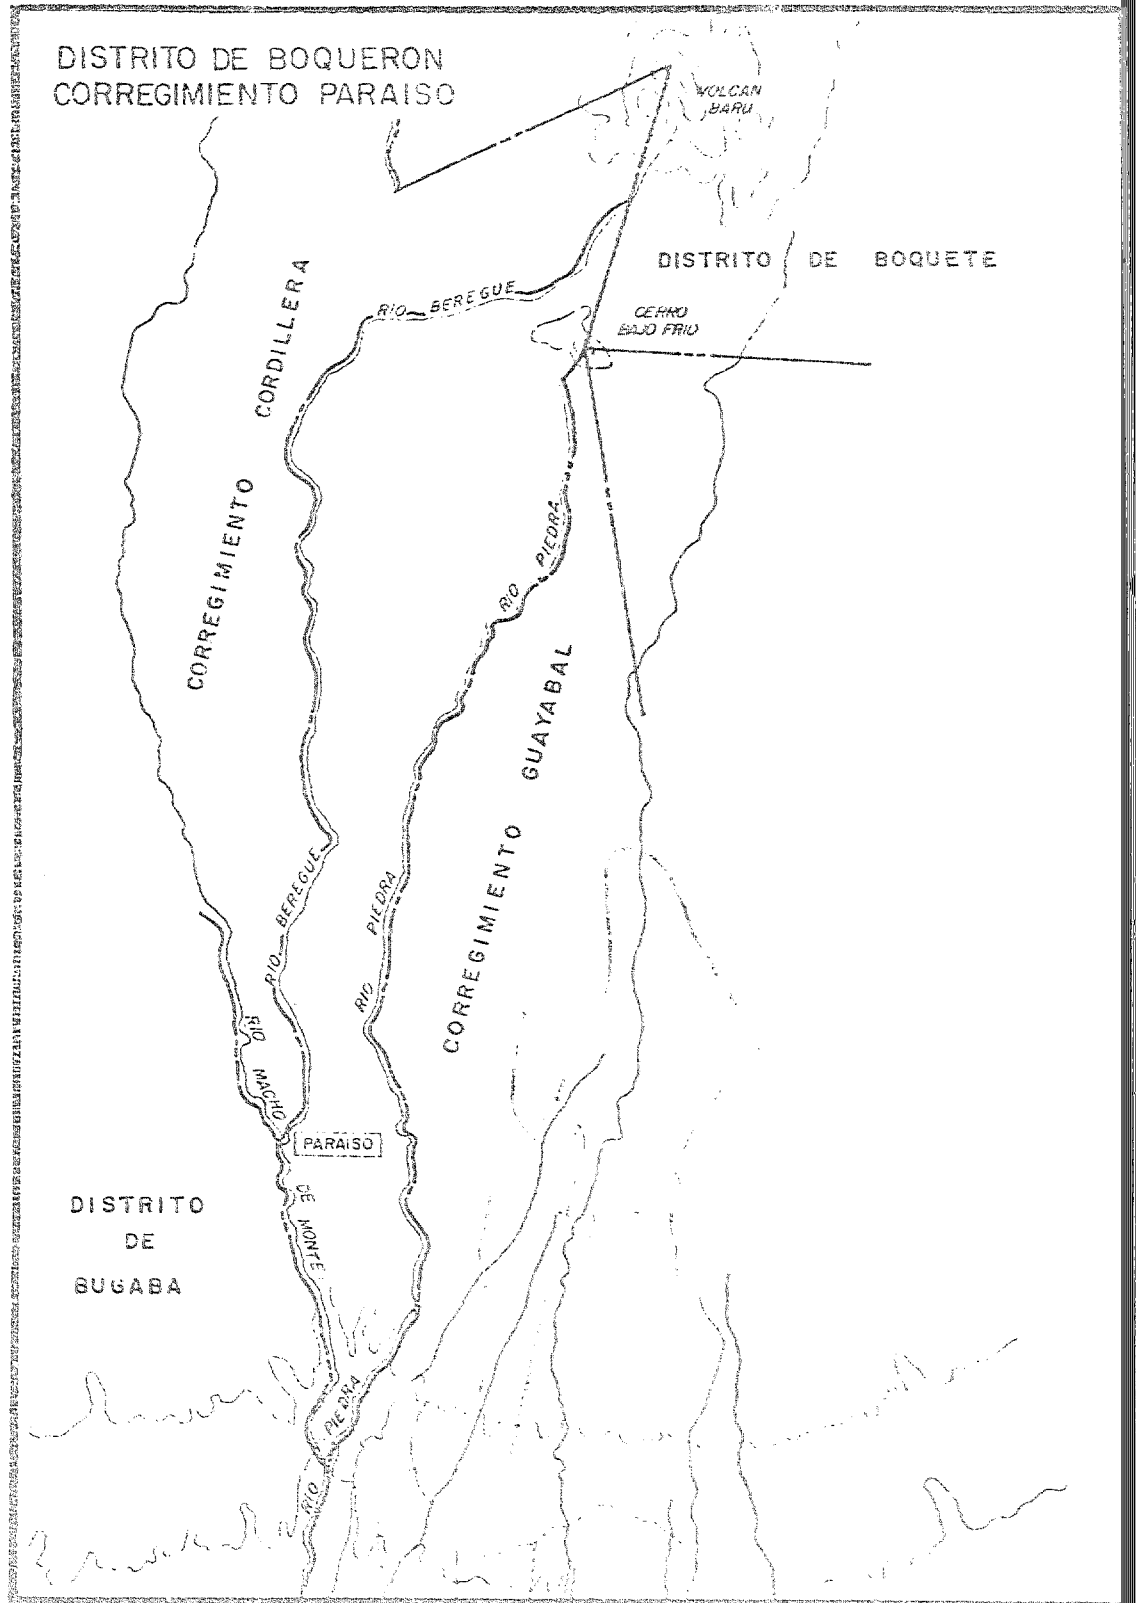 DISTRITO DE BOQUERON
CORREGIMIENTO PARAISO
VOLCAN
BARU
DISTRITO DE BOQUETE
RIO BEREGUE
CERRO
BAJO FRIO
CORREGIMIENTO CORDILLERA
RIO PIEDRA
CORREGIMIENTO GUAYABAL
RIO BEREGUE
RIO PIEDRA
RIO MACHO
DE MONTE
PARAISO
DISTRITO
DE
BUGABA
RIO PIEDRA